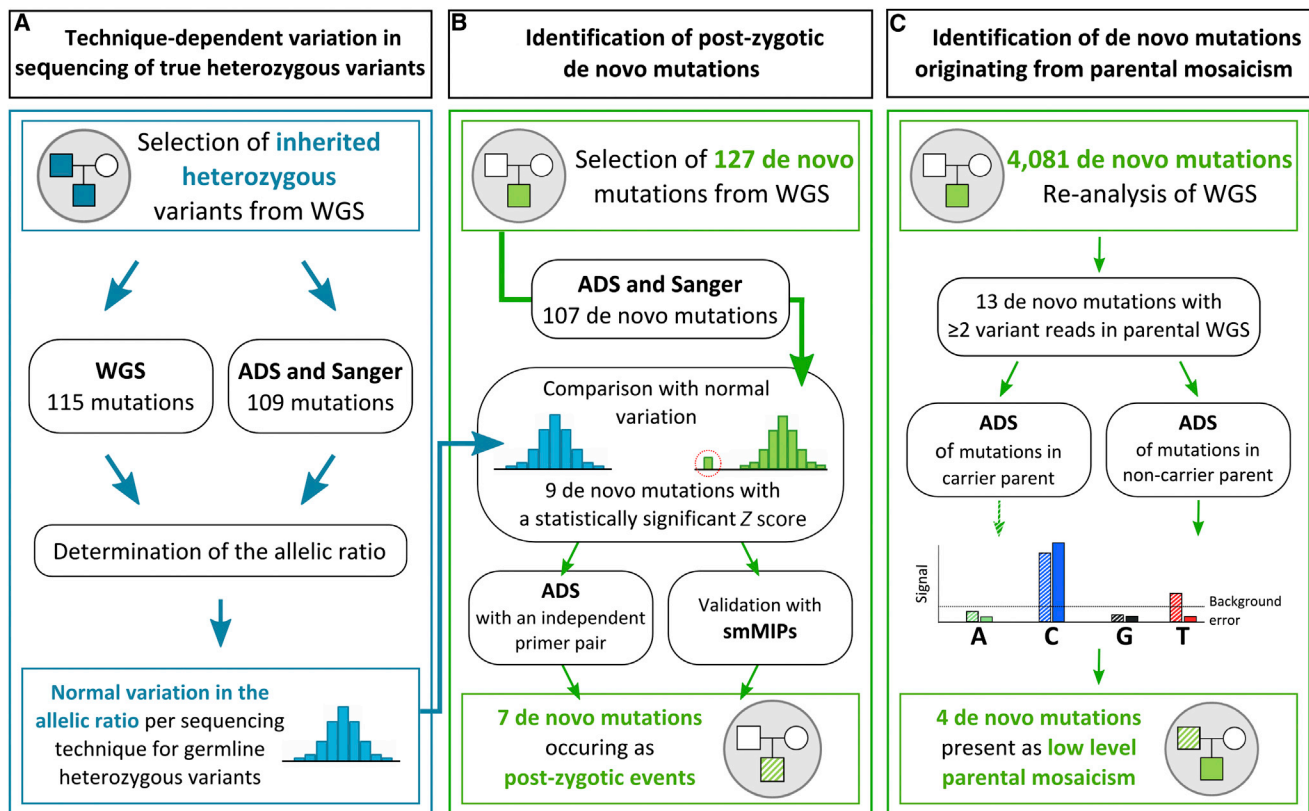 A
Technique-dependent variation in
sequencing of true heterozygous variants
Selection of inherited
heterozygous
variants from WGS
WGS
115 mutations
ADS and Sanger
109 mutations
Determination of the allelic ratio
Normal variation in the
allelic ratio per sequencing
technique for germline
heterozygous variants
B
Identification of post-zygotic
de novo mutations
Selection of 127 de novo
mutations from WGS
ADS and Sanger
107 de novo mutations
Comparison with normal
variation
9 de novo mutations with
a statistically significant Z score
ADS
with an independent
primer pair
Validation with
smMIPs
7 de novo mutations
occuring as
post-zygotic events
C
Identification of de novo mutations
originating from parental mosaicism
4,081 de novo mutations
Re-analysis of WGS
13 de novo mutations with
≥2 variant reads in parental WGS
ADS
of mutations in
carrier parent
ADS
of mutations in
non-carrier parent
Signal
Background
error
A C G T
4 de novo mutations
present as low level
parental mosaicism